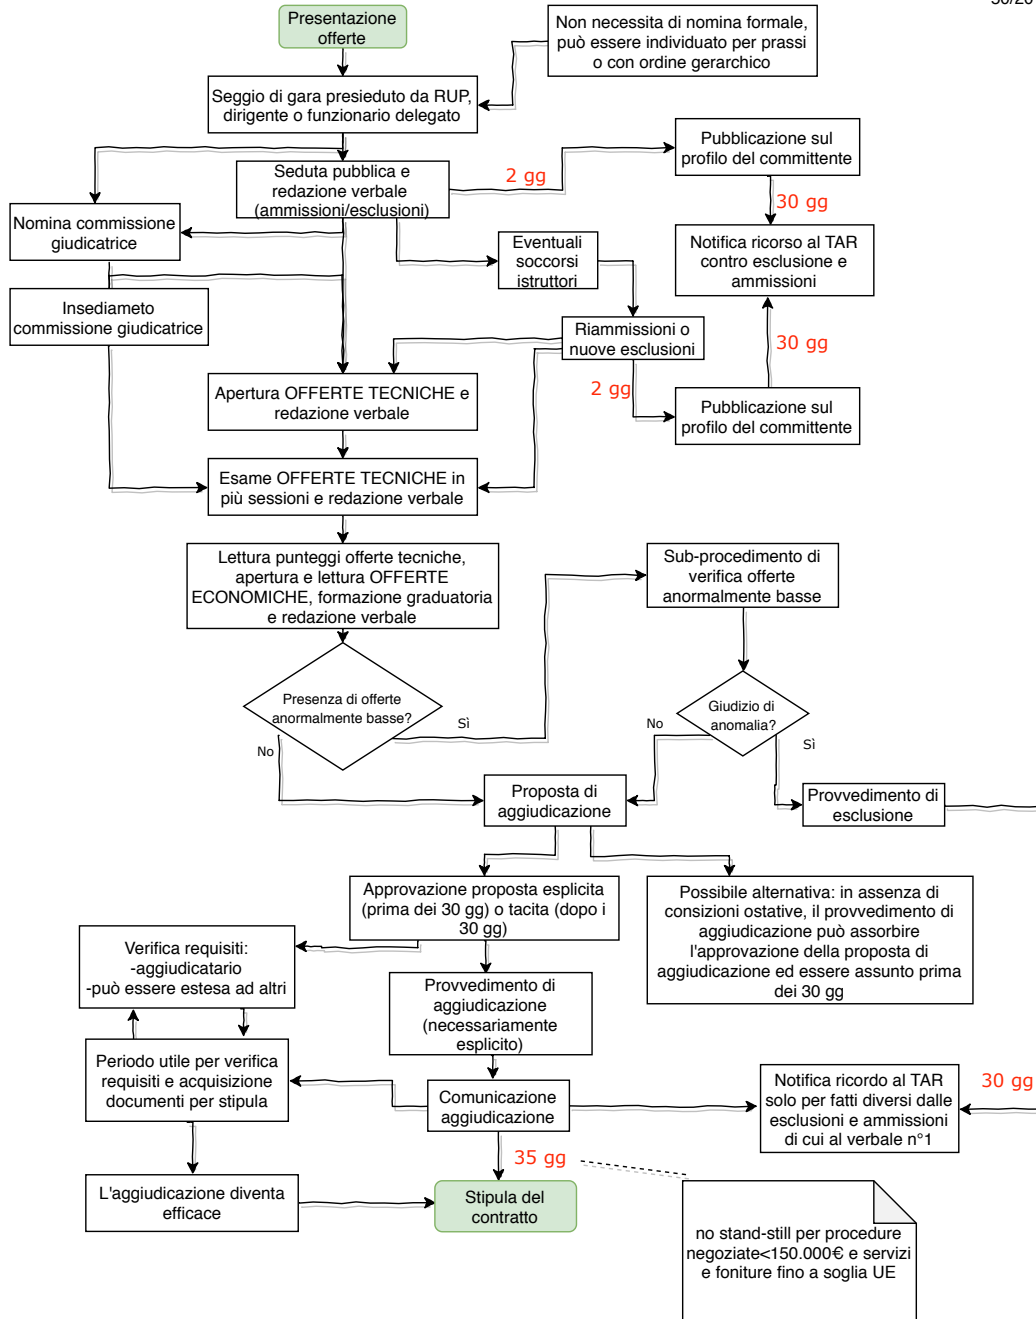 50/20
Presentazione
offerte
Non necessita di nomina formale,
può essere individuato per prassi
o con ordine gerarchico
Seggio di gara presieduto da RUP,
dirigente o funzionario delegato
Pubblicazione sul
profilo del committente
Seduta pubblica e
redazione verbale
(ammissioni/esclusioni)
2 gg
30 gg
Nomina commissione
giudicatrice
Eventuali
soccorsi
istruttori
Notifica ricorso al TAR
contro esclusione e
ammissioni
Insediameto
commissione giudicatrice
Riammissioni o
nuove esclusioni
30 gg
2 gg
Apertura OFFERTE TECNICHE e
redazione verbale
Pubblicazione sul
profilo del committente
Esame OFFERTE TECNICHE in
più sessioni e redazione verbale
Lettura punteggi offerte tecniche,
apertura e lettura OFFERTE
ECONOMICHE, formazione graduatoria
e redazione verbale
Sub-procedimento di
verifica offerte
anormalmente basse
Presenza di offerte
anormalmente basse?
Sì
No
Giudizio di
anomalia?
No
Sì
Proposta di
aggiudicazione
Provvedimento di
esclusione
Approvazione proposta esplicita
(prima dei 30 gg) o tacita (dopo i
30 gg)
Possibile alternativa: in assenza di
consizioni ostative, il provvedimento di
aggiudicazione può assorbire
l'approvazione della proposta di
aggiudicazione ed essere assunto prima
dei 30 gg
Verifica requisiti:
-aggiudicatario
-può essere estesa ad altri
Provvedimento di
aggiudicazione
(necessariamente
esplicito)
Periodo utile per verifica
requisiti e acquisizione
documenti per stipula
Comunicazione
aggiudicazione
Notifica ricordo al TAR
solo per fatti diversi dalle
esclusioni e ammissioni
di cui al verbale n°1
30 gg
35 gg
L'aggiudicazione diventa
efficace
Stipula del
contratto
no stand-still per procedure
negoziate<150.000€ e servizi
e foniture fino a soglia UE